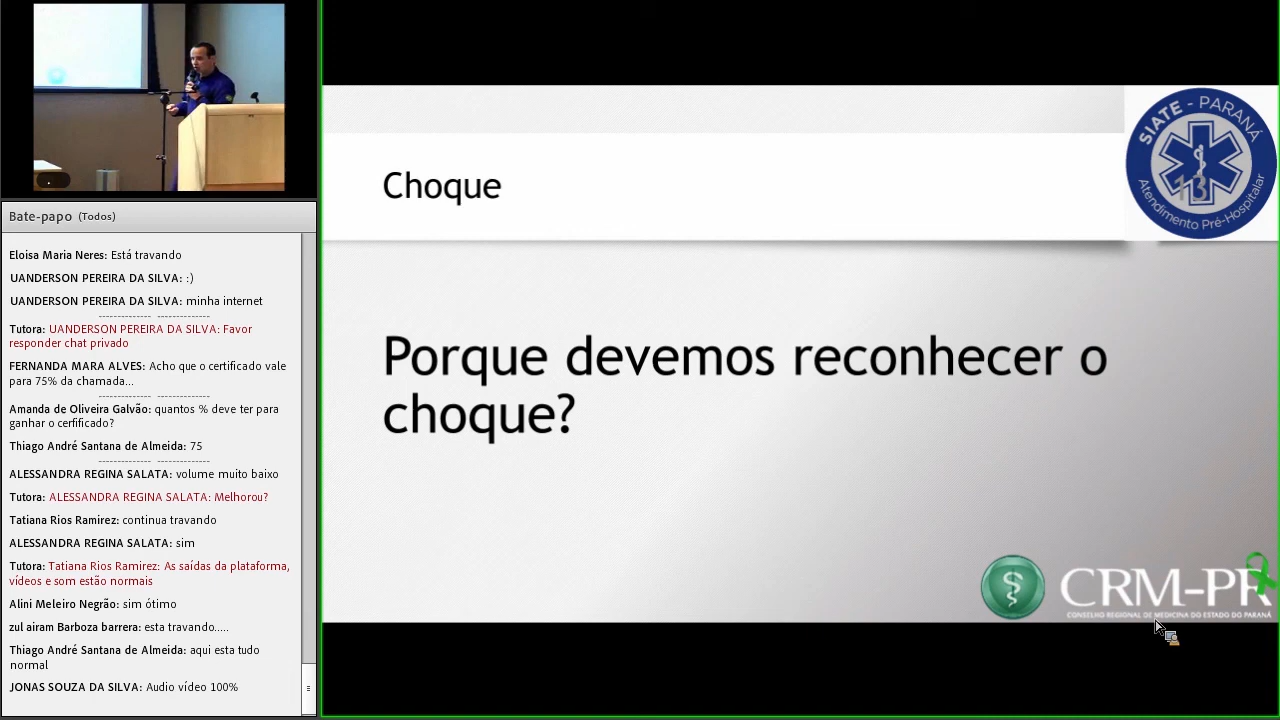 Bate-papo (Todos)
Eloisa Maria Neres: Está travando
UANDERSON PEREIRA DA SILVA: :)
UANDERSON PEREIRA DA SILVA: minha internet
-------------- --------------
Tutora: UANDERSON PEREIRA DA SILVA: Favor
responder chat privado
FERNANDA MARA ALVES: Acho que o certificado vale
para 75% da chamada...
-------------- --------------
Amanda de Oliveira Galvão: quantos % deve ter para
ganhar o cerfificado?
Thiago André Santana de Almeida: 75
-------------- --------------
ALESSANDRA REGINA SALATA: volume muito baixo
Tutora: ALESSANDRA REGINA SALATA: Melhorou?
Tatiana Rios Ramirez: continua travando
ALESSANDRA REGINA SALATA: sim
Tutora: Tatiana Rios Ramirez: As saídas da plataforma,
vídeos e som estão normais
Alini Meleiro Negrão: sim ótimo
zul airam Barboza barrera: esta travando.....
Thiago André Santana de Almeida: aqui esta tudo
normal
JONAS SOUZA DA SILVA: Audio vídeo 100%
Choque
SIATE - PARANÁ
13
Atendimento Pré-Hospitalar
Porque devemos reconhecer o
choque?
CRM-PR
CONSELHO REGIONAL DE MEDICINA DO ESTADO DO PARANÁ